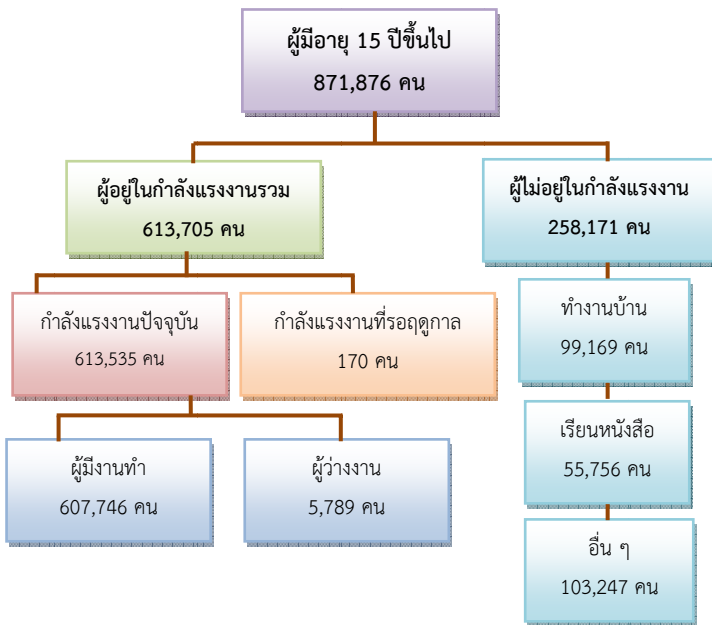 ผู้มีอายุ 15 ปีขึ้นไป
871,876 คน
ผู้อยู่ในกำลังแรงงานรวม
613,705 คน
ผู้ไม่อยู่ในกำลังแรงงาน
258,171 คน
กำลังแรงงานปัจจุบัน
613,535 คน
กำลังแรงงานที่รอฤดูกาล
170 คน
ทำงานบ้าน
99,169 คน
ผู้มีงานทำ
607,746 คน
ผู้ว่างงาน
5,789 คน
เรียนหนังสือ
55,756 คน
อื่น ๆ
103,247 คน